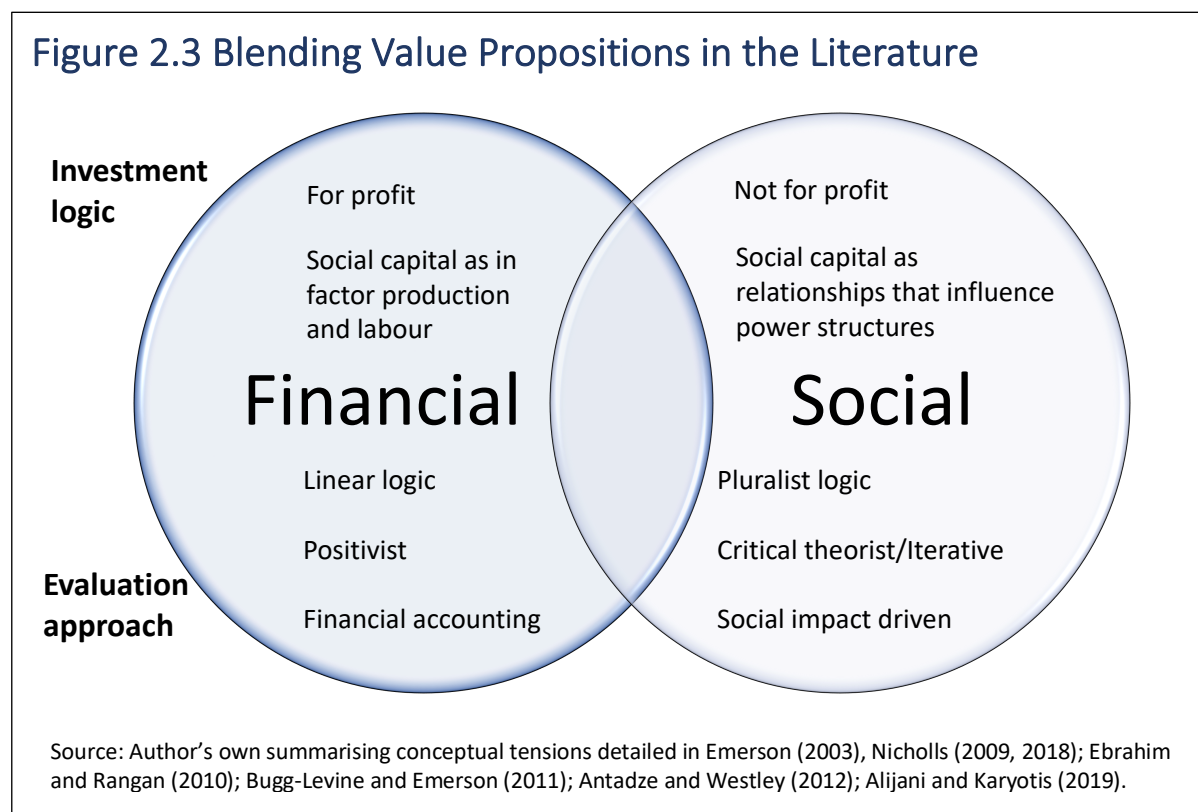 Figure 2.3 Blending Value Propositions in the Literature
Investment
logic
For profit
Social capital as in
factor production
and labour
Financial
Linear logic
Positivist
Financial accounting
Evaluation
approach
Not for profit
Social capital as
relationships that influence
power structures
Social
Pluralist logic
Critical theorist/Iterative
Social impact driven
Source: Author’s own summarising conceptual tensions detailed in Emerson (2003), Nicholls (2009, 2018); Ebrahim
and Rangan (2010); Bugg-Levine and Emerson (2011); Antadze and Westley (2012); Alijani and Karyotis (2019).